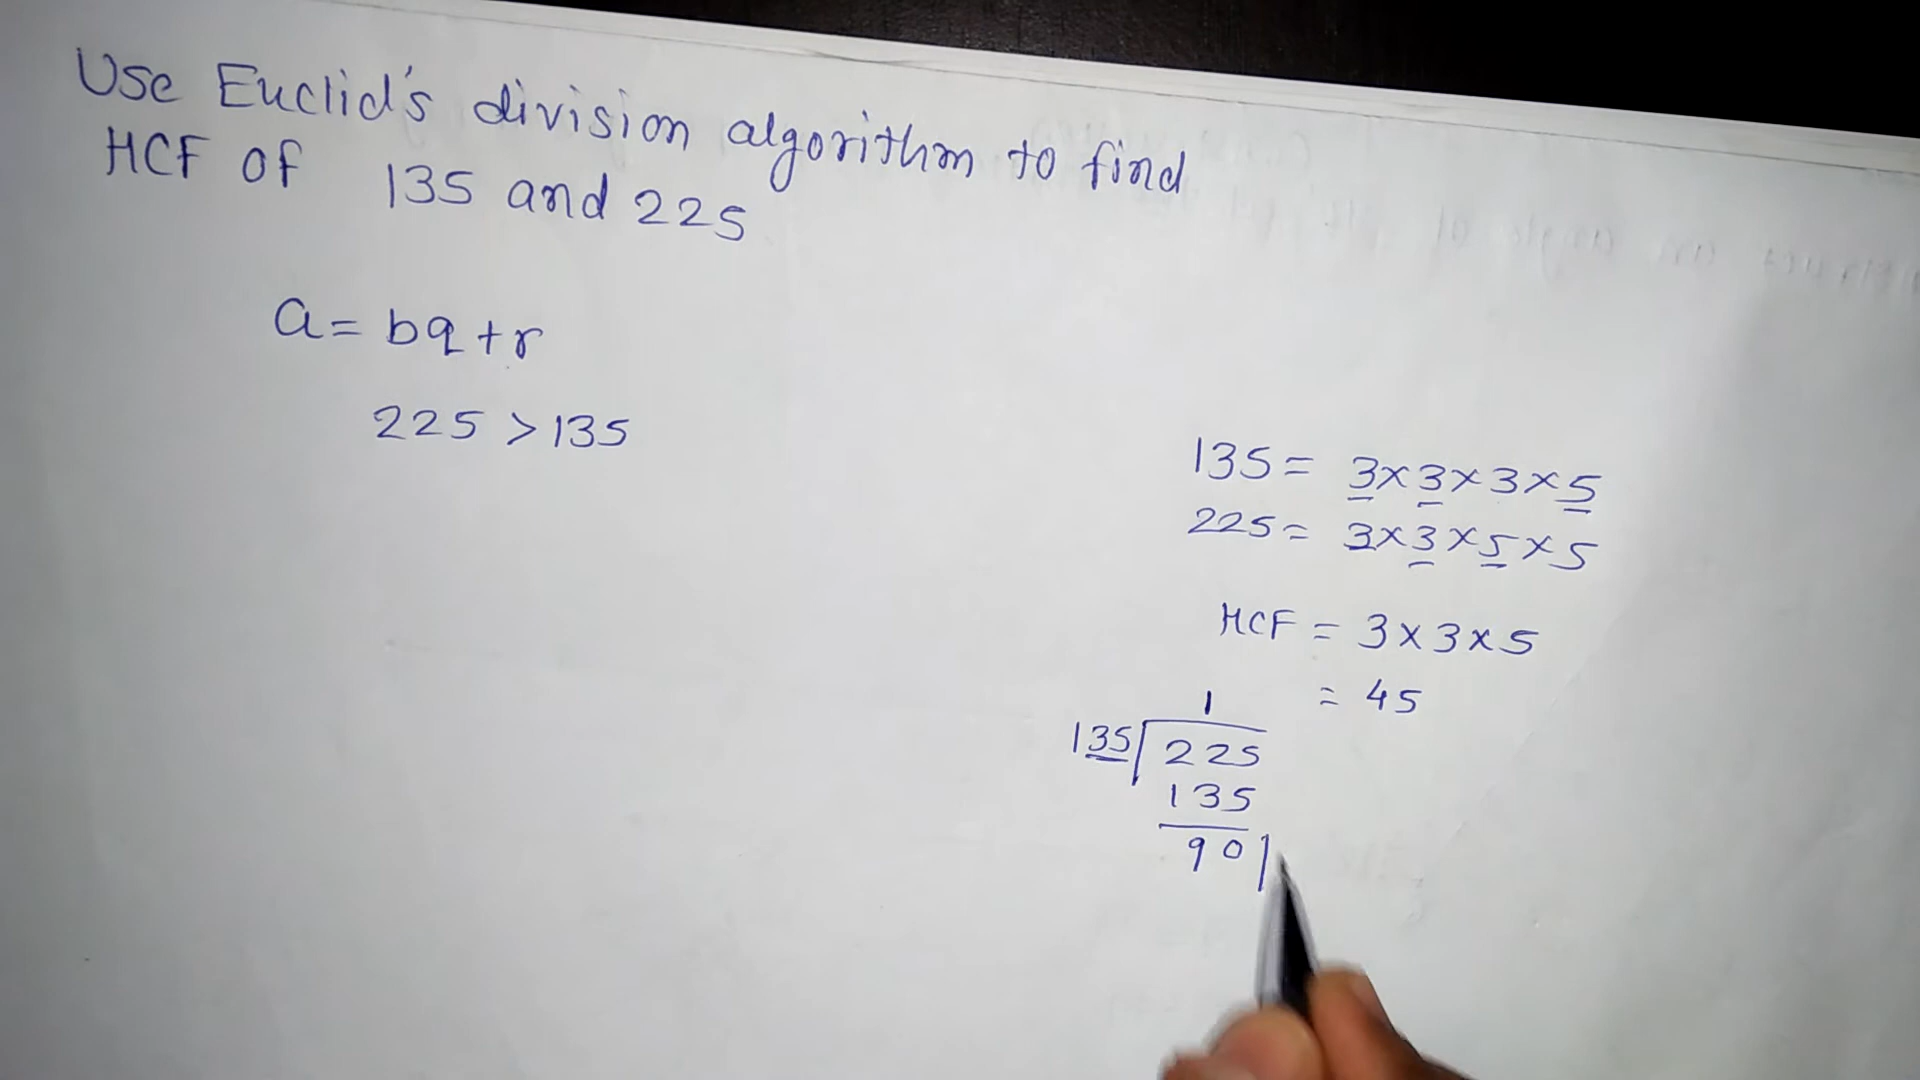 Use Euclid's division algorithm to find
HCF of 135 and 225
a = bq + r
225 > 135
135 = 3 × 3 × 3 × 5
225 = 3 × 3 × 5 × 5
HCF = 3 × 3 × 5
= 45
1
135 225
135
90